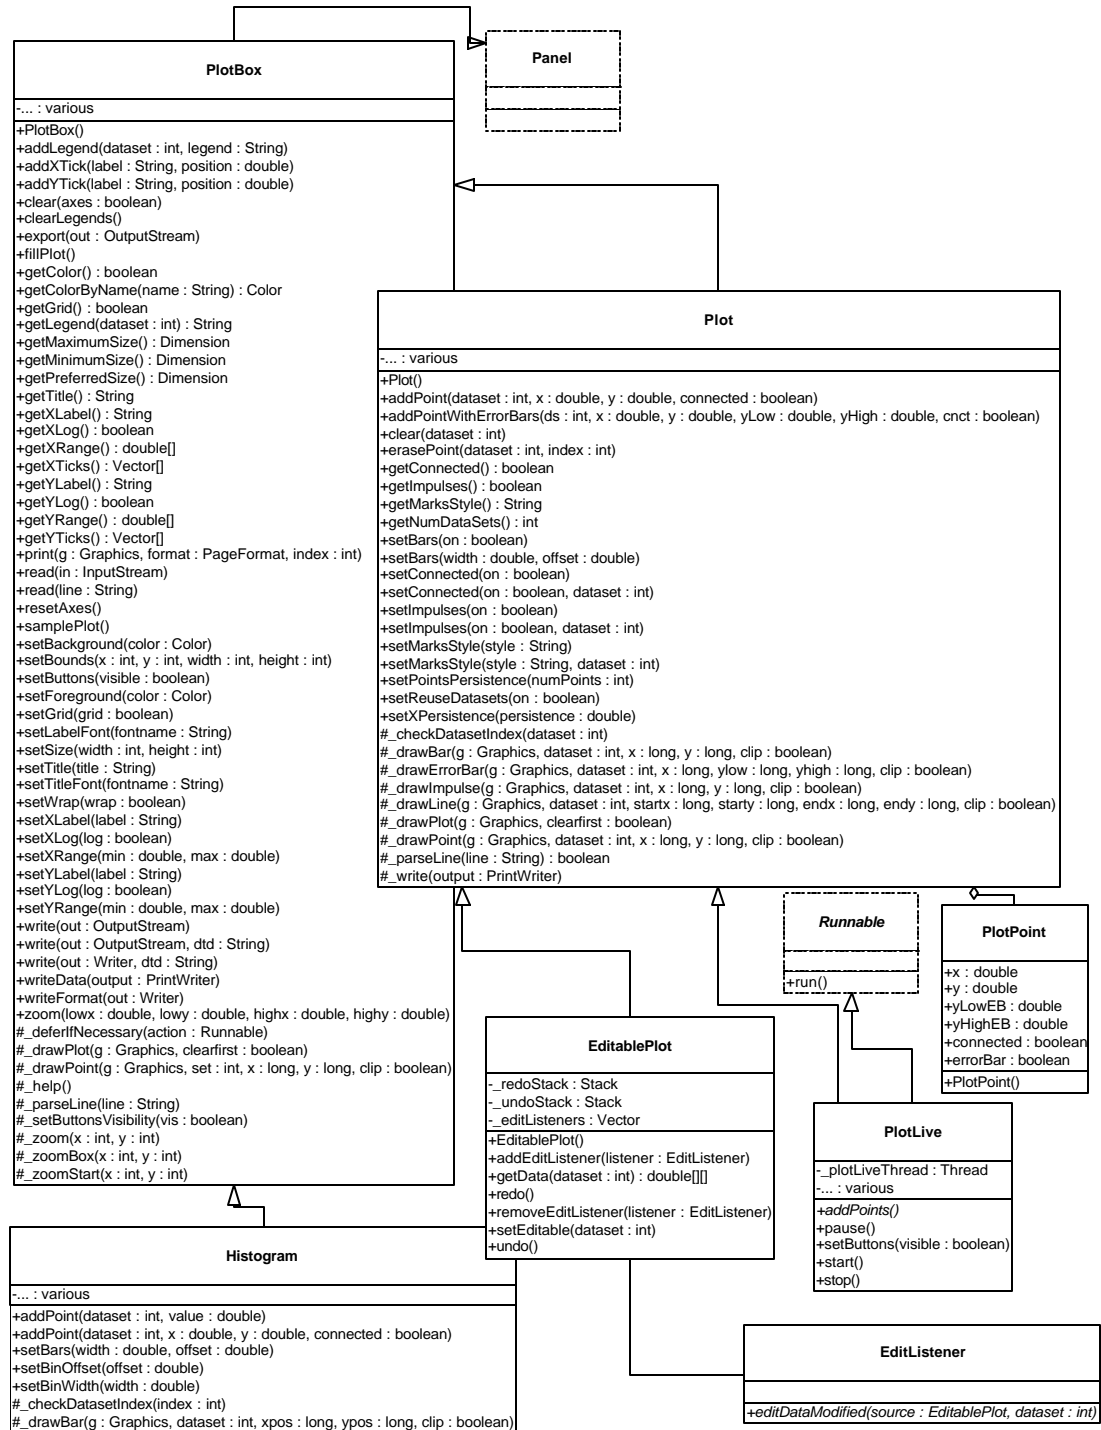 PlotBox
-... : various
+PlotBox()
+addLegend(dataset : int, legend : String)
+addXTick(label : String, position : double)
+addYTick(label : String, position : double)
+clear(axes : boolean)
+clearLegends()
+export(out : OutputStream)
+fillPlot()
+getColor() : boolean
+getColorByName(name : String) : Color
+getGrid() : boolean
+getLegend(dataset : int) : String
+getMaximumSize() : Dimension
+getMinimumSize() : Dimension
+getPreferredSize() : Dimension
+getTitle() : String
+getXLabel() : String
+getXLog() : boolean
+getXRange() : double[]
+getXTicks() : Vector[]
+getYLabel() : String
+getYLog() : boolean
+getYRange() : double[]
+getYTicks() : Vector[]
+print(g : Graphics, format : PageFormat, index : int)
+read(in : InputStream)
+read(line : String)
+resetAxes()
+samplePlot()
+setBackground(color : Color)
+setBounds(x : int, y : int, width : int, height : int)
+setButtons(visible : boolean)
+setForeground(color : Color)
+setGrid(grid : boolean)
+setLabelFont(fontname : String)
+setSize(width : int, height : int)
+setTitle(title : String)
+setTitleFont(fontname : String)
+setWrap(wrap : boolean)
+setXLabel(label : String)
+setXLog(log : boolean)
+setXRange(min : double, max : double)
+setYLabel(label : String)
+setYLog(log : boolean)
+setYRange(min : double, max : double)
+write(out : OutputStream)
+write(out : OutputStream, dtd : String)
+write(out : Writer, dtd : String)
+writeData(output : PrintWriter)
+writeFormat(out : Writer)
+zoom(lowx : double, lowy : double, highx : double, highy : double)
#_deferIfNecessary(action : Runnable)
#_drawPlot(g : Graphics, clearfirst : boolean)
#_drawPoint(g : Graphics, set : int, x : long, y : long, clip : boolean)
#_help()
#_parseLine(line : String)
#_setButtonsVisibility(vis : boolean)
#_zoom(x : int, y : int)
#_zoomBox(x : int, y : int)
#_zoomStart(x : int, y : int)
Panel
Plot
-... : various
+Plot()
+addPoint(dataset : int, x : double, y : double, connected : boolean)
+addPointWithErrorBars(ds : int, x : double, y : double, yLow : double, yHigh : double, cnct : boolean)
+clear(dataset : int)
+erasePoint(dataset : int, index : int)
+getConnected() : boolean
+getImpulses() : boolean
+getMarksStyle() : String
+getNumDataSets() : int
+setBars(on : boolean)
+setBars(width : double, offset : double)
+setConnected(on : boolean)
+setConnected(on : boolean, dataset : int)
+setImpulses(on : boolean)
+setImpulses(on : boolean, dataset : int)
+setMarksStyle(style : String)
+setMarksStyle(style : String, dataset : int)
+setPointsPersistence(numPoints : int)
+setReuseDatasets(on : boolean)
+setXPersistence(persistence : double)
#_checkDatasetIndex(dataset : int)
#_drawBar(g : Graphics, dataset : int, x : long, y : long, clip : boolean)
#_drawErrorBar(g : Graphics, dataset : int, x : long, ylow : long, yhigh : long, clip : boolean)
#_drawImpulse(g : Graphics, dataset : int, x : long, y : long, clip : boolean)
#_drawLine(g : Graphics, dataset : int, startx : long, starty : long, endx : long, endy : long, clip : boolean)
#_drawPlot(g : Graphics, clearfirst : boolean)
#_drawPoint(g : Graphics, dataset : int, x : long, y : long, clip : boolean)
#_parseLine(line : String) : boolean
#_write(output : PrintWriter)
Runnable
+run()
PlotPoint
+x : double
+y : double
+yLowEB : double
+yHighEB : double
+connected : boolean
+errorBar : boolean
+PlotPoint()
EditablePlot
-_redoStack : Stack
-_undoStack : Stack
-_editListeners : Vector
+EditablePlot()
+addEditListener(listener : EditListener)
+getData(dataset : int) : double[][]
+redo()
+removeEditListener(listener : EditListener)
+setEditable(dataset : int)
+undo()
PlotLive
-_plotLiveThread : Thread
-... : various
+addPoints()
+pause()
+setButtons(visible : boolean)
+start()
+stop()
Histogram
-... : various
+addPoint(dataset : int, value : double)
+addPoint(dataset : int, x : double, y : double, connected : boolean)
+setBars(width : double, offset : double)
+setBinOffset(offset : double)
+setBinWidth(width : double)
#_checkDatasetIndex(index : int)
#_drawBar(g : Graphics, dataset : int, xpos : long, ypos : long, clip : boolean)
EditListener
+editDataModified(source : EditablePlot, dataset : int)